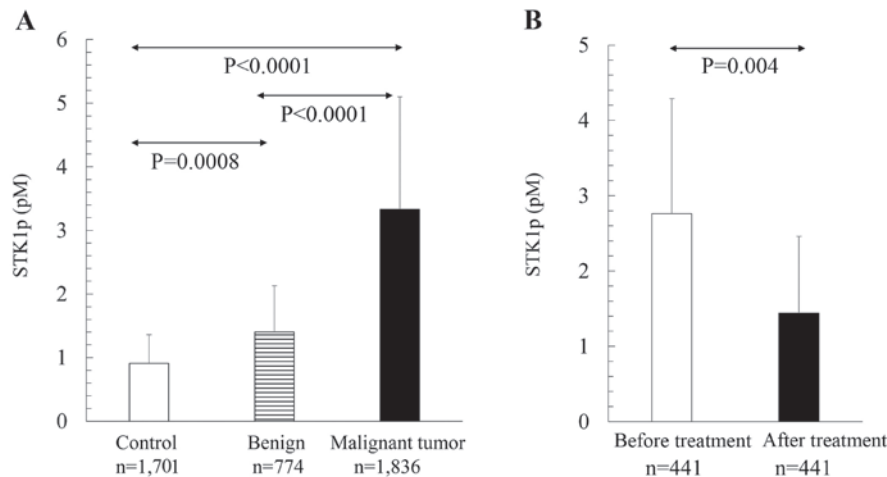 A
STK1p (pM)
6
5
4
3
2
1
0
P<0.0001
P<0.0001
P=0.0008
Control
n=1,701
Benign
n=774
Malignant tumor
n=1,836
B
STK1p (pM)
5
4
3
2
1
0
P=0.004
Before treatment
n=441
After treatment
n=441